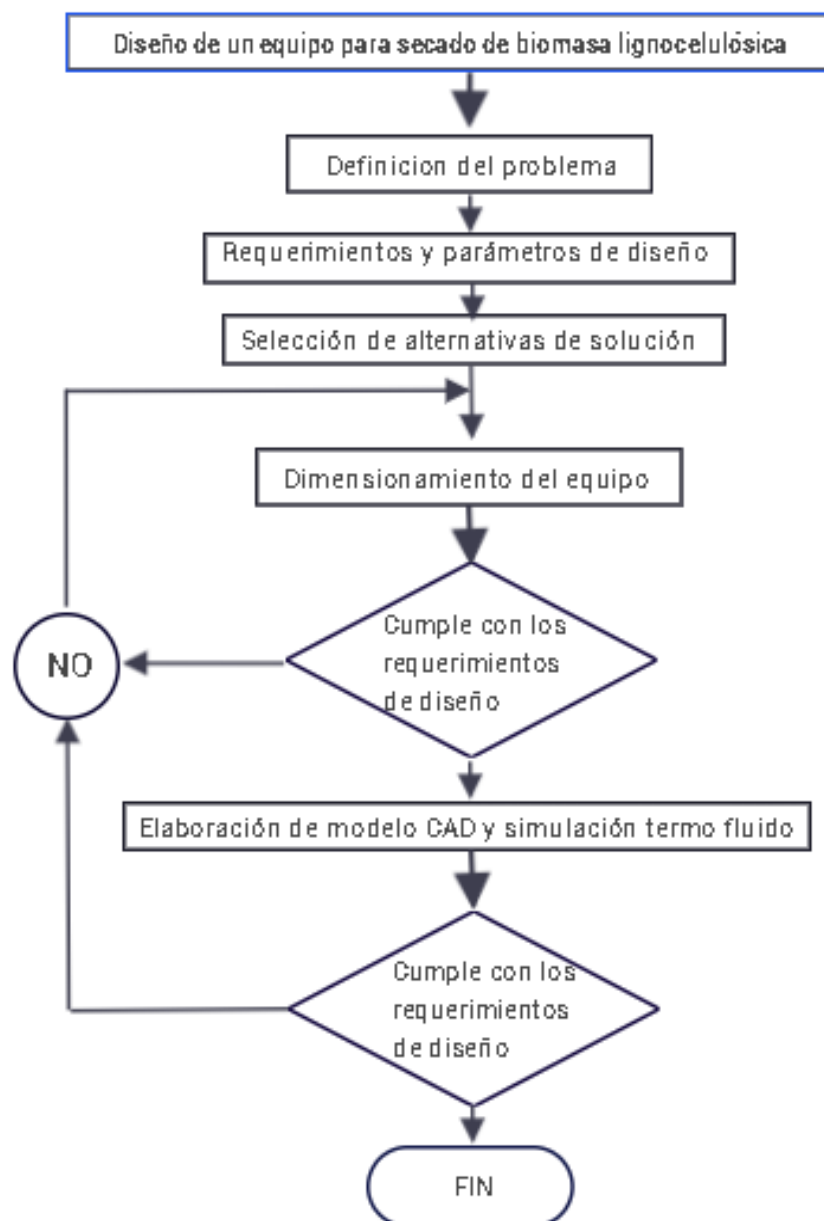 Diseño de un equipo para secado de biomasa lignocelulósica
Definicion del problema
Requerimientos y parámetros de diseño
Selección de alternativas de solución
Dimensionamiento del equipo
Cumple con los
requerimientos
de diseño
NO
Elaboración de modelo CAD y simulación termo fluido
Cumple con los
requerimientos
de diseño
FIN